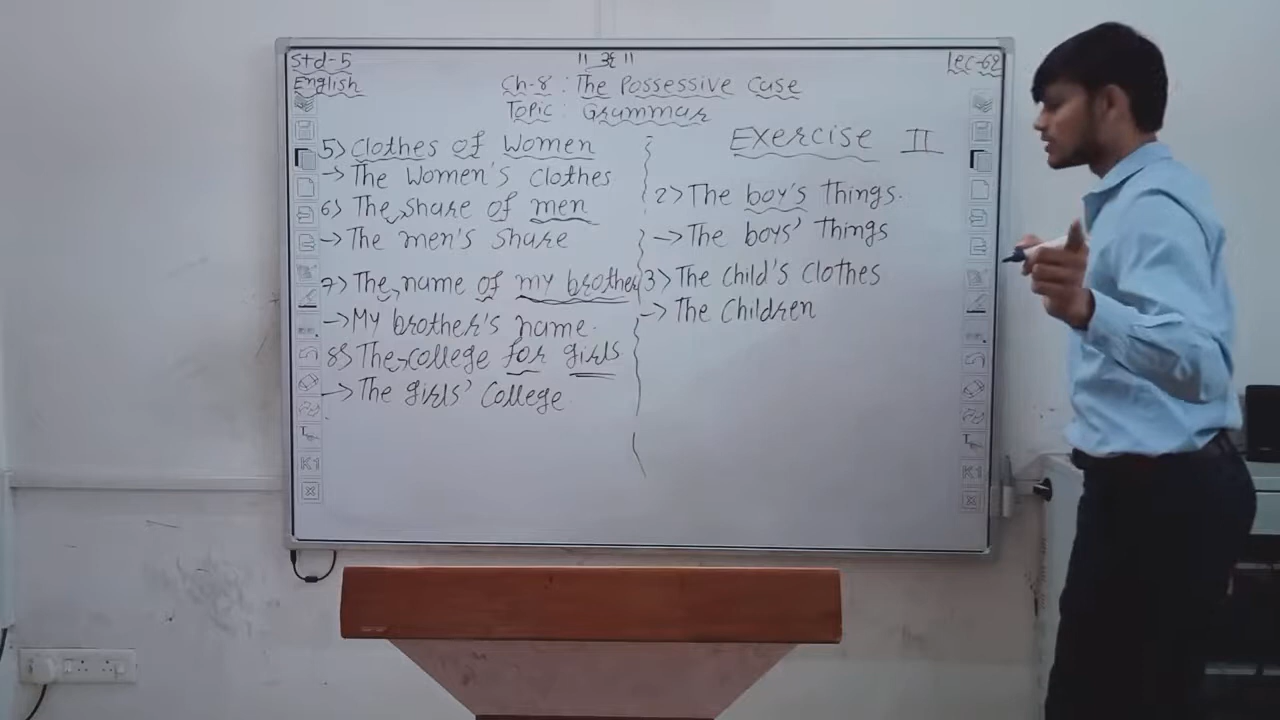 Std-5
English
|| ૐ ||
Ch-8 : The Possessive Case
Topic : Grammar
Lec-62
5) Clothes of Women
→ The Women's Clothes
6) The share of men
→ The men's share
7) The name of my brother
→ My brother's name.
8) The college for girls
→ The girls' College
Exercise II
2) The boy's Things.
→ The boys' Things
3) The Child's Clothes
→ The Children